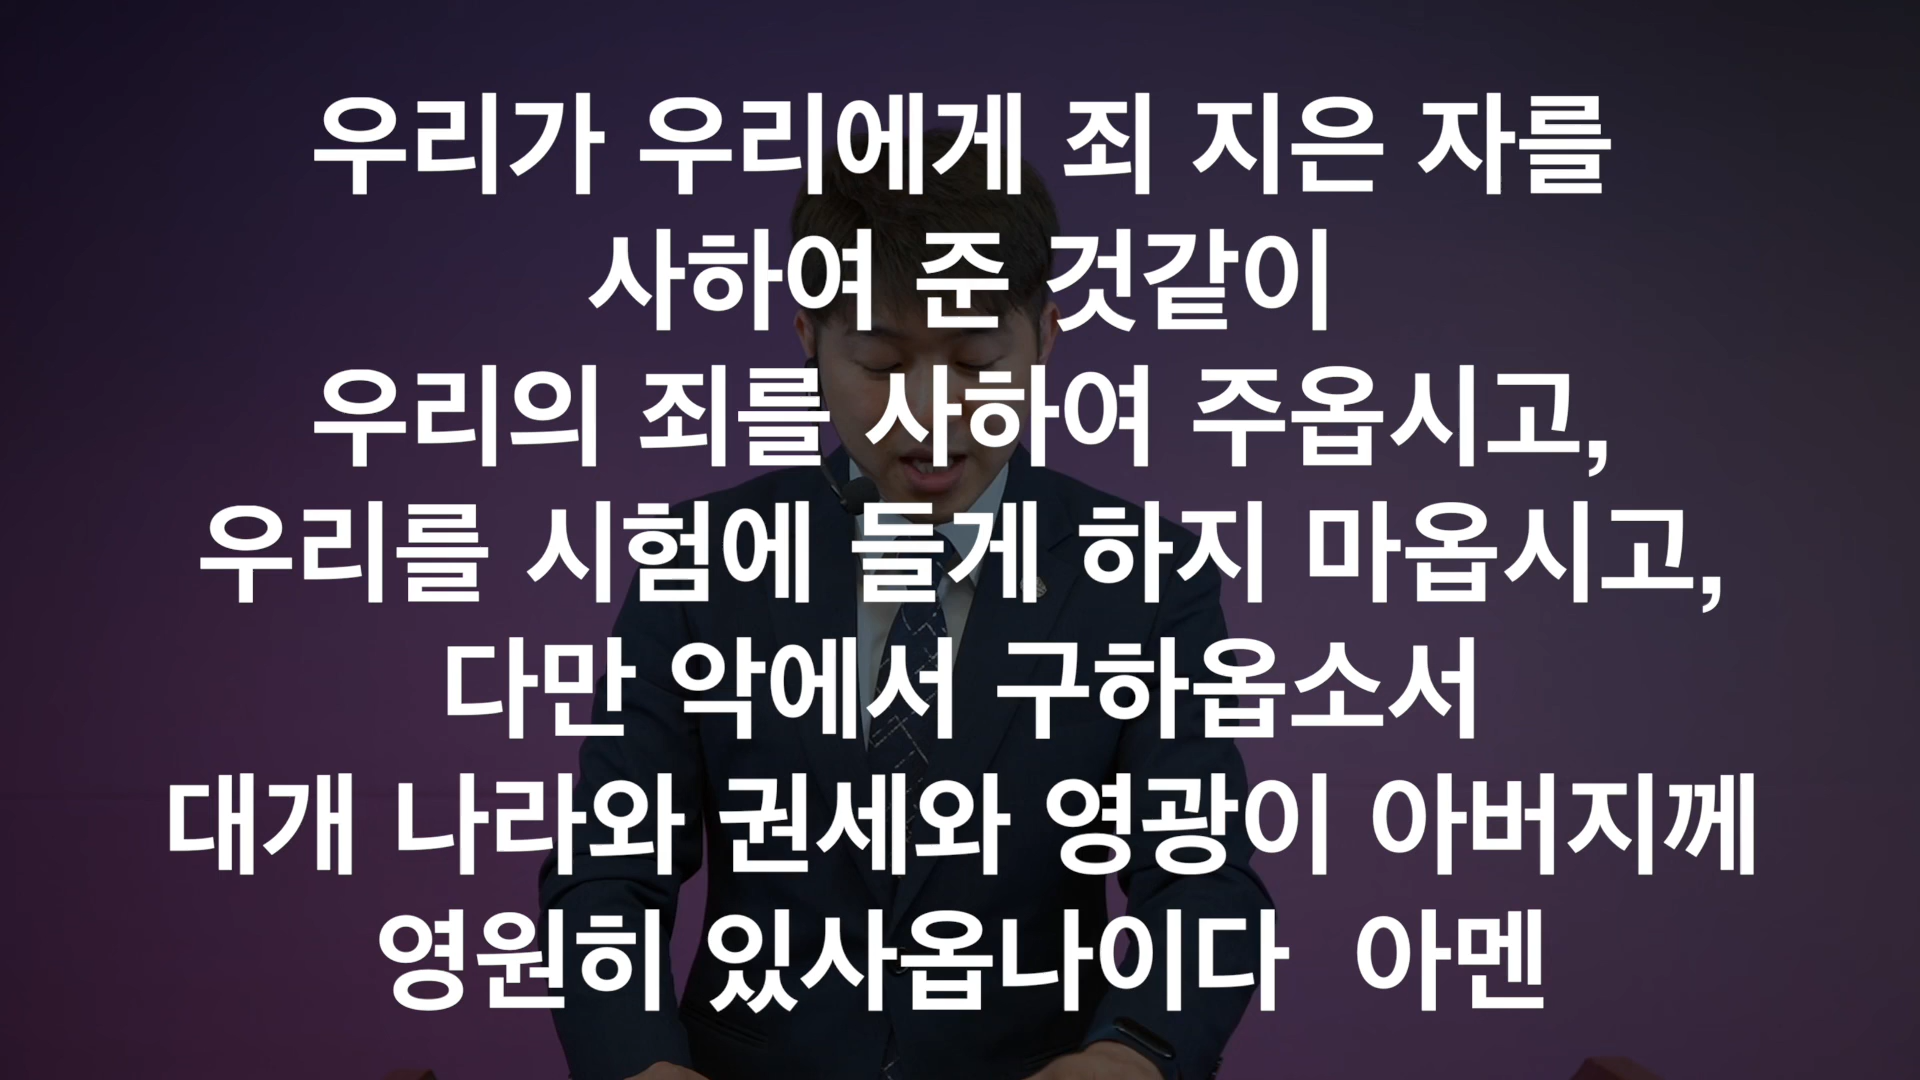 우리가 우리에게 죄 지은 자를
사하여 준 것같이
우리의 죄를 사하여 주옵시고,
우리를 시험에 들게 하지 마옵시고,
다만 악에서 구하옵소서
대개 나라와 권세와 영광이 아버지께
영원히 있사옵나이다 아멘